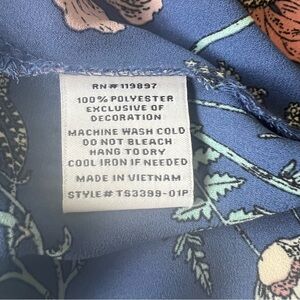 RN# 119897
100% POLYESTER
EXCLUSIVE OF
DECORATION
MACHINE WASH COLD
DO NOT BLEACH
HANG TO DRY
COOL IRON IF NEEDED
MADE IN VIETNAM
STYLE# TS3399-01P